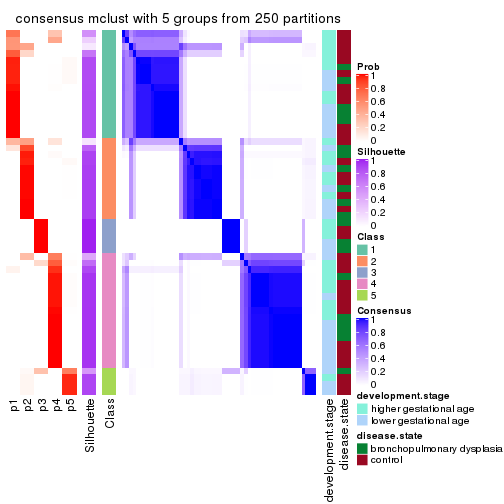 consensus mclust with 5 groups from 250 partitions
Prob
1
0.8
0.6
0.4
0.2
0
Silhouette
1
0.8
0.6
0.4
0.2
0
Class
1
2
3
4
5
Consensus
1
0.8
0.6
0.4
0.2
0
development.stage
higher gestational age
lower gestational age
disease.state
bronchopulmonary dysplasia
control
p1
p2
p3
p4
p5
Silhouette
Class
development.stage
disease.state